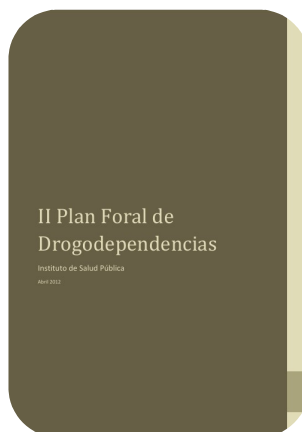 II Plan Foral de
Drogodependencias
Instituto de Salud Pública
Abril 2012